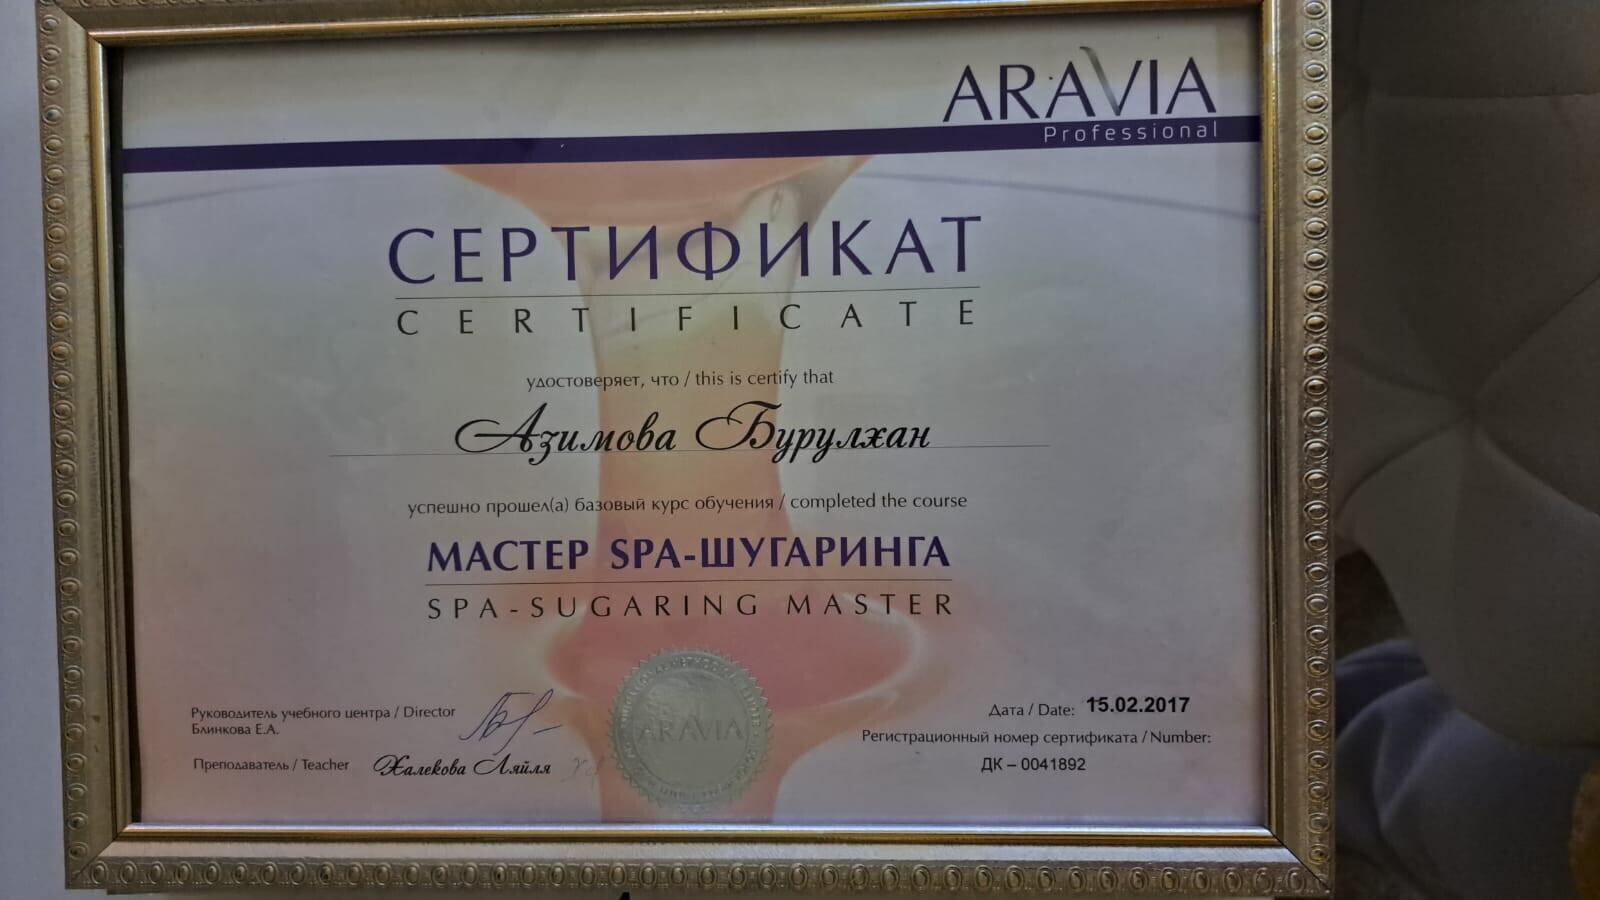 ARAVIA
Professional
СЕРТИФИКАТ
CERTIFICATE
удостоверяет, что / this is certify that
Азимова Бурулхан
успешно прошел(а) базовый курс обучения / completed the course
МАСТЕР SPA-ШУГАРИНГА
SPA-SUGARING MASTER
Руководитель учебного центра / Director
Блинкова Е.А.
Преподаватель / Teacher Халекова Ляйля
ARAVIA
Дата / Date: 15.02.2017
Регистрационный номер сертификата / Number:
ДК – 0041892